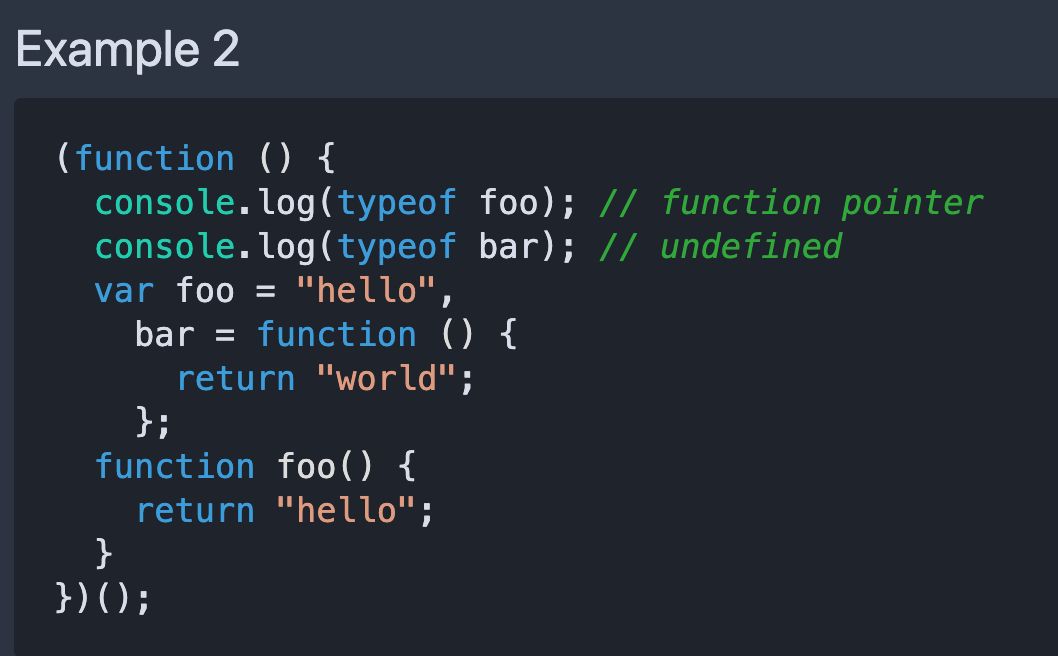 Example 2
(function () {
  console.log(typeof foo); // function pointer
  console.log(typeof bar); // undefined
  var foo = "hello",
    bar = function () {
      return "world";
    };
  function foo() {
    return "hello";
  }
})();